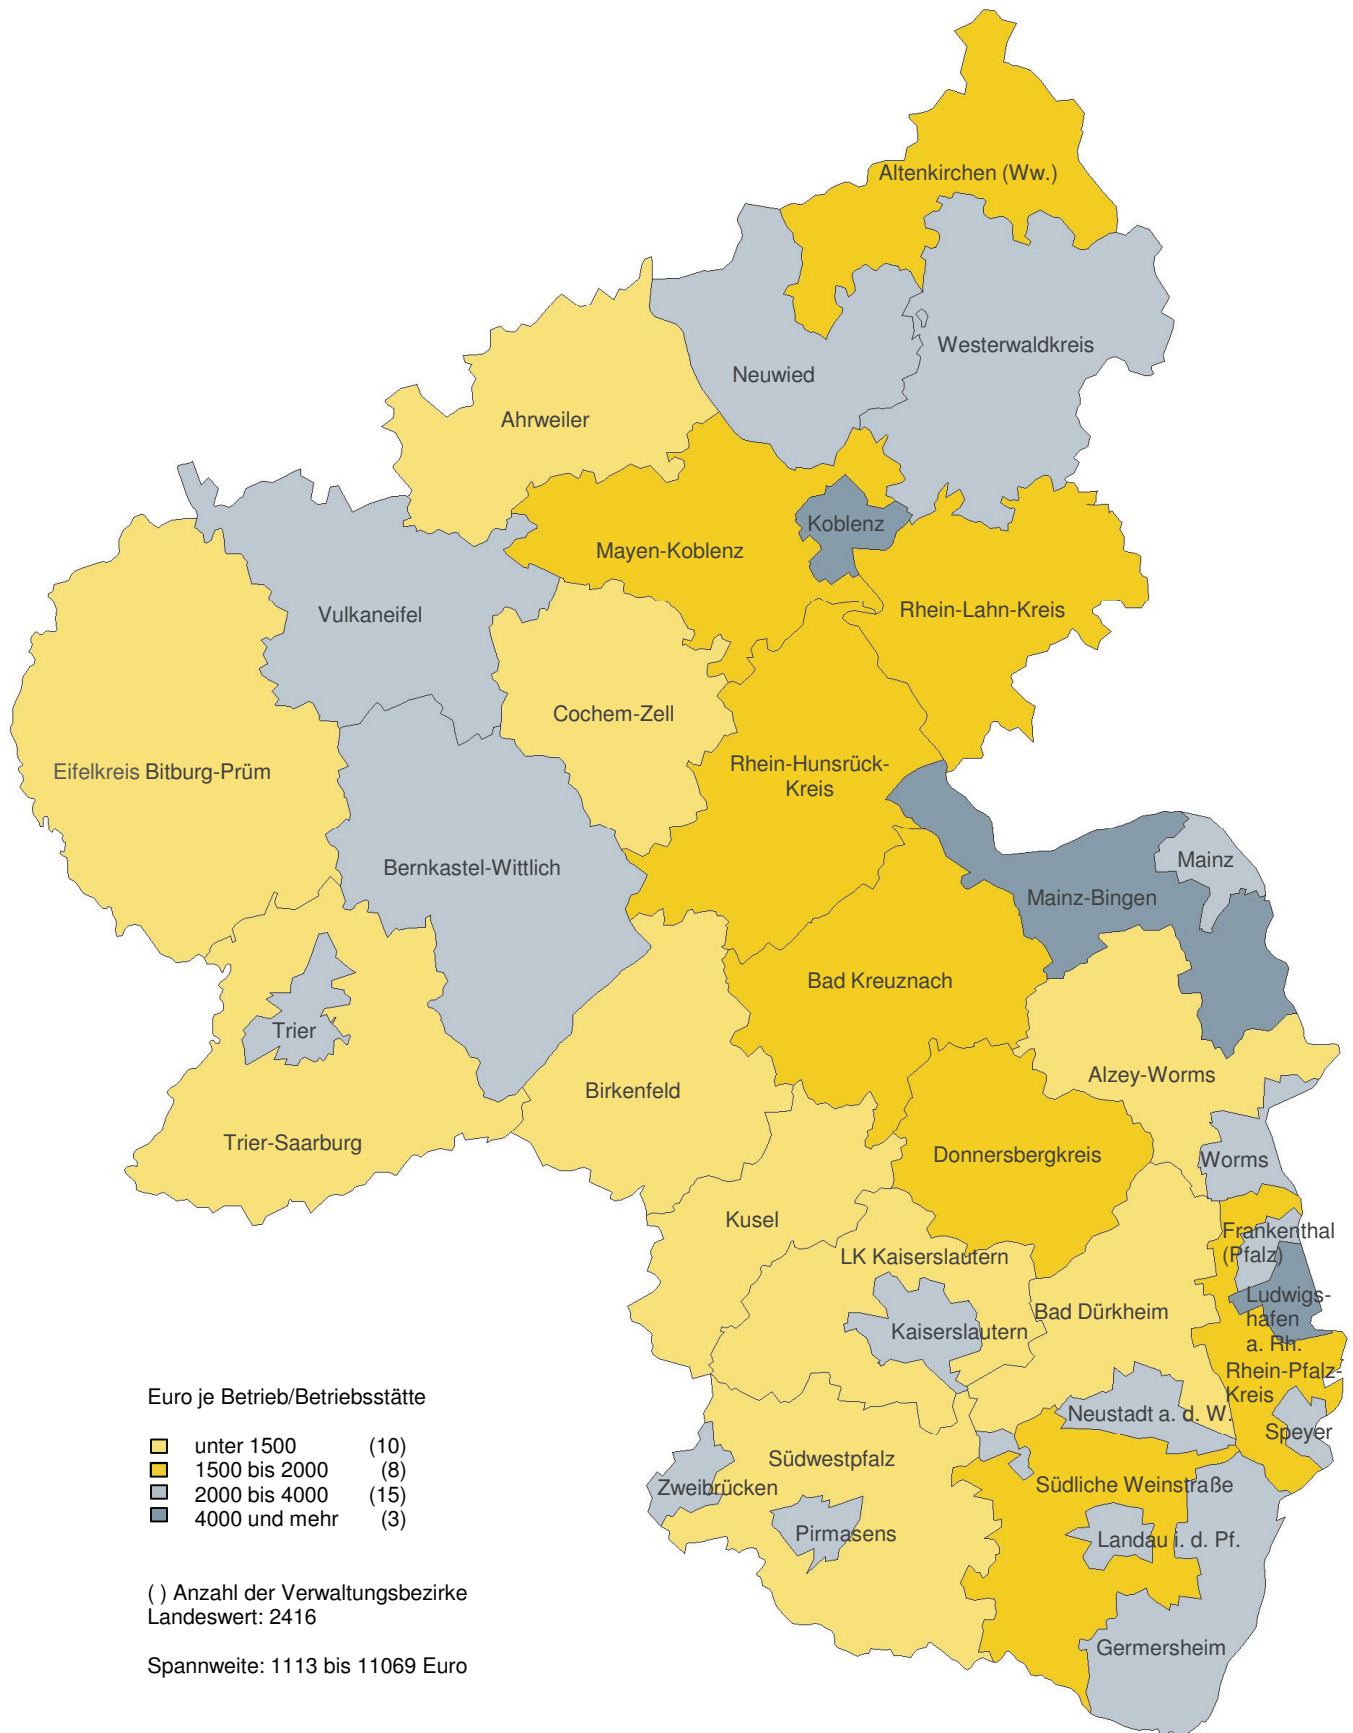 Altenkirchen (Ww.)
Westerwaldkreis
Neuwied
Ahrweiler
Koblenz
Mayen-Koblenz
Rhein-Lahn-Kreis
Vulkaneifel
Cochem-Zell
Eifelkreis Bitburg-Prüm
Rhein-Hunsrück-
Kreis
Bernkastel-Wittlich
Mainz
Mainz-Bingen
Bad Kreuznach
Trier
Alzey-Worms
Birkenfeld
Trier-Saarburg
Donnersbergkreis
Worms
Kusel
Frankenthal
(Pfalz)
LK Kaiserslautern
Ludwigs-
hafen
a. Rh.
Bad Dürkheim
Kaiserslautern
Rhein-Pfalz-
Kreis
Neustadt a. d. W.
Speyer
Südwestpfalz
Zweibrücken
Südliche Weinstraße
Pirmasens
Landau i. d. Pf.
Germersheim
Euro je Betrieb/Betriebsstätte
unter 1500 (10)
1500 bis 2000 (8)
2000 bis 4000 (15)
4000 und mehr (3)
( ) Anzahl der Verwaltungsbezirke
Landeswert: 2416
Spannweite: 1113 bis 11069 Euro